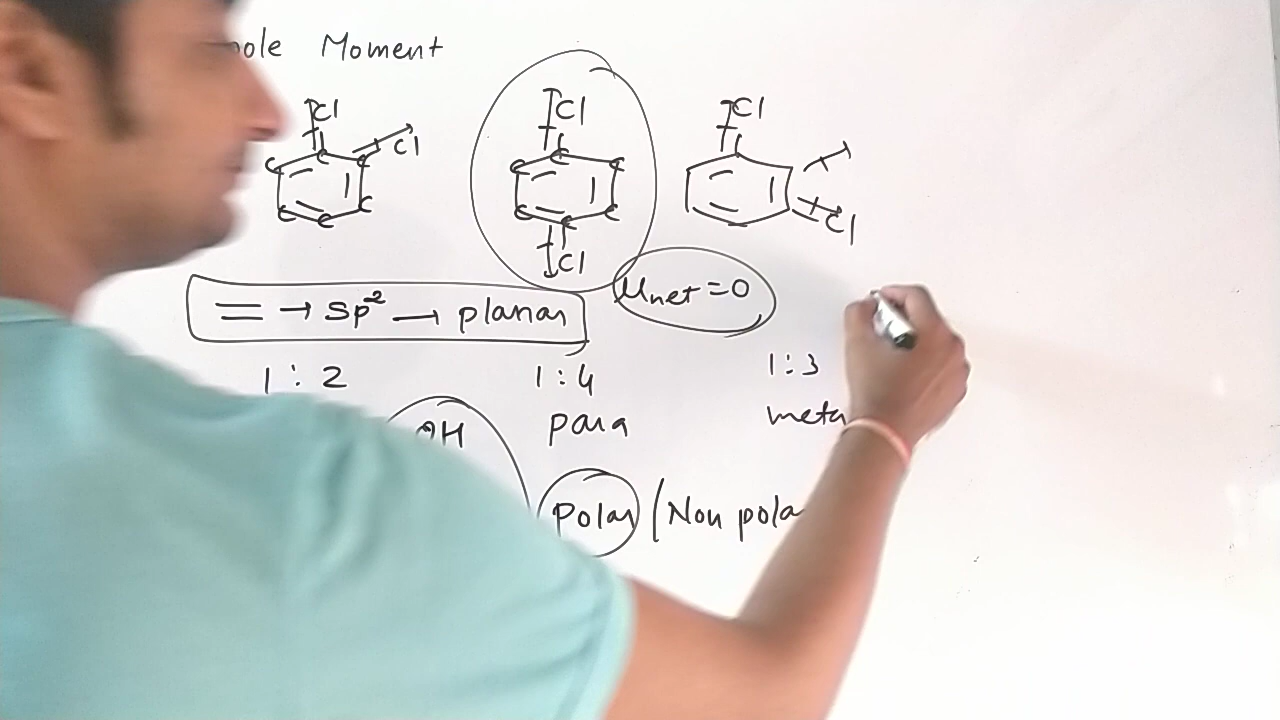 Moment
Cl Cl C C C C C C
Cl C C C C C C Cl
Cl Cl
= → sp² → planar
μnet = 0
1 : 2
1 : 4
1 : 3
para
meta
OH
Polar / Non pola